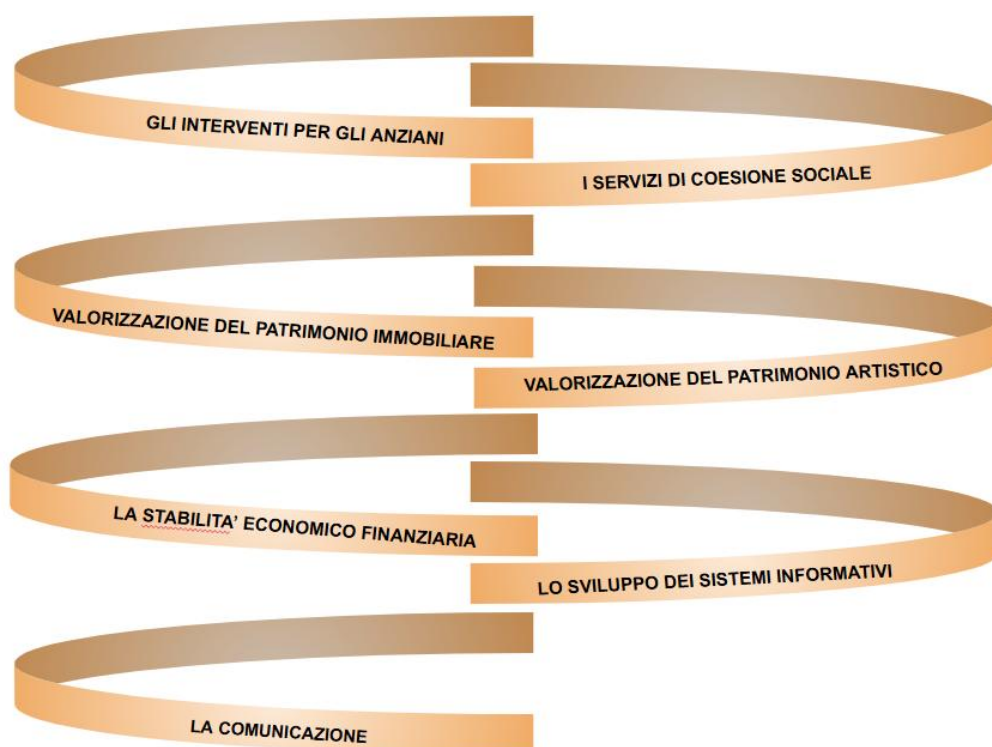 GLI INTERVENTI PER GLI ANZIANI
I SERVIZI DI COESIONE SOCIALE
VALORIZZAZIONE DEL PATRIMONIO IMMOBILIARE
VALORIZZAZIONE DEL PATRIMONIO ARTISTICO
LA STABILITA’ ECONOMICO FINANZIARIA
LO SVILUPPO DEI SISTEMI INFORMATIVI
LA COMUNICAZIONE